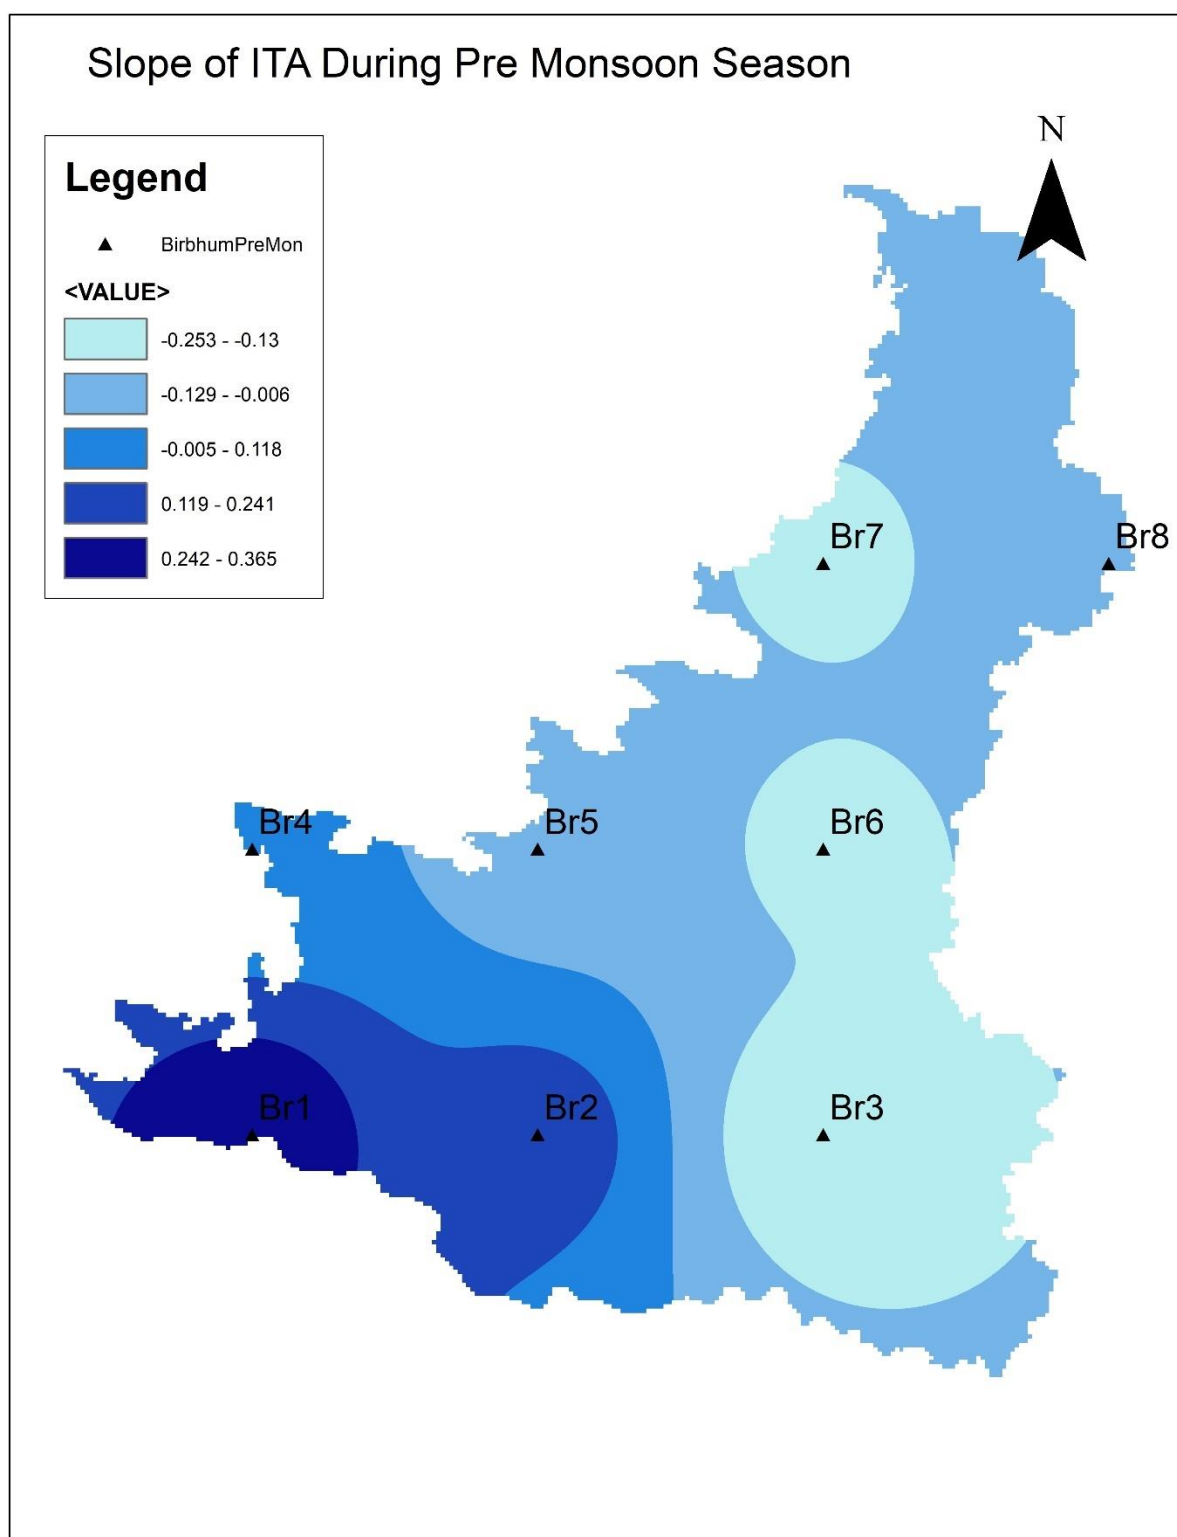 Slope of ITA During Pre Monsoon Season
N
Legend
BirbhumPreMon
<VALUE>
-0.253 - -0.13
-0.129 - -0.006
-0.005 - 0.118
0.119 - 0.241
0.242 - 0.365
Br7
Br8
Br4
Br5
Br6
Br1
Br2
Br3